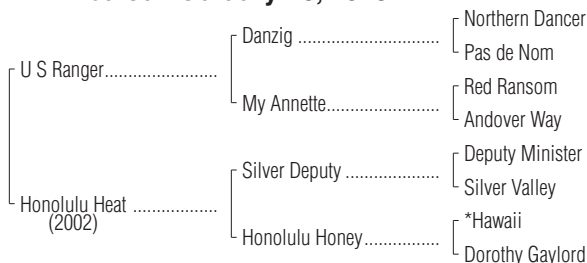 Northern Dancer
Danzig ................................
Pas de Nom
U S Ranger.........................
Red Ransom
My Annette..........................
Andover Way
Deputy Minister
Silver Deputy .....................
Silver Valley
Honolulu Heat ...................
(2002)
*Hawaii
Honolulu Honey.................
Dorothy Gaylord